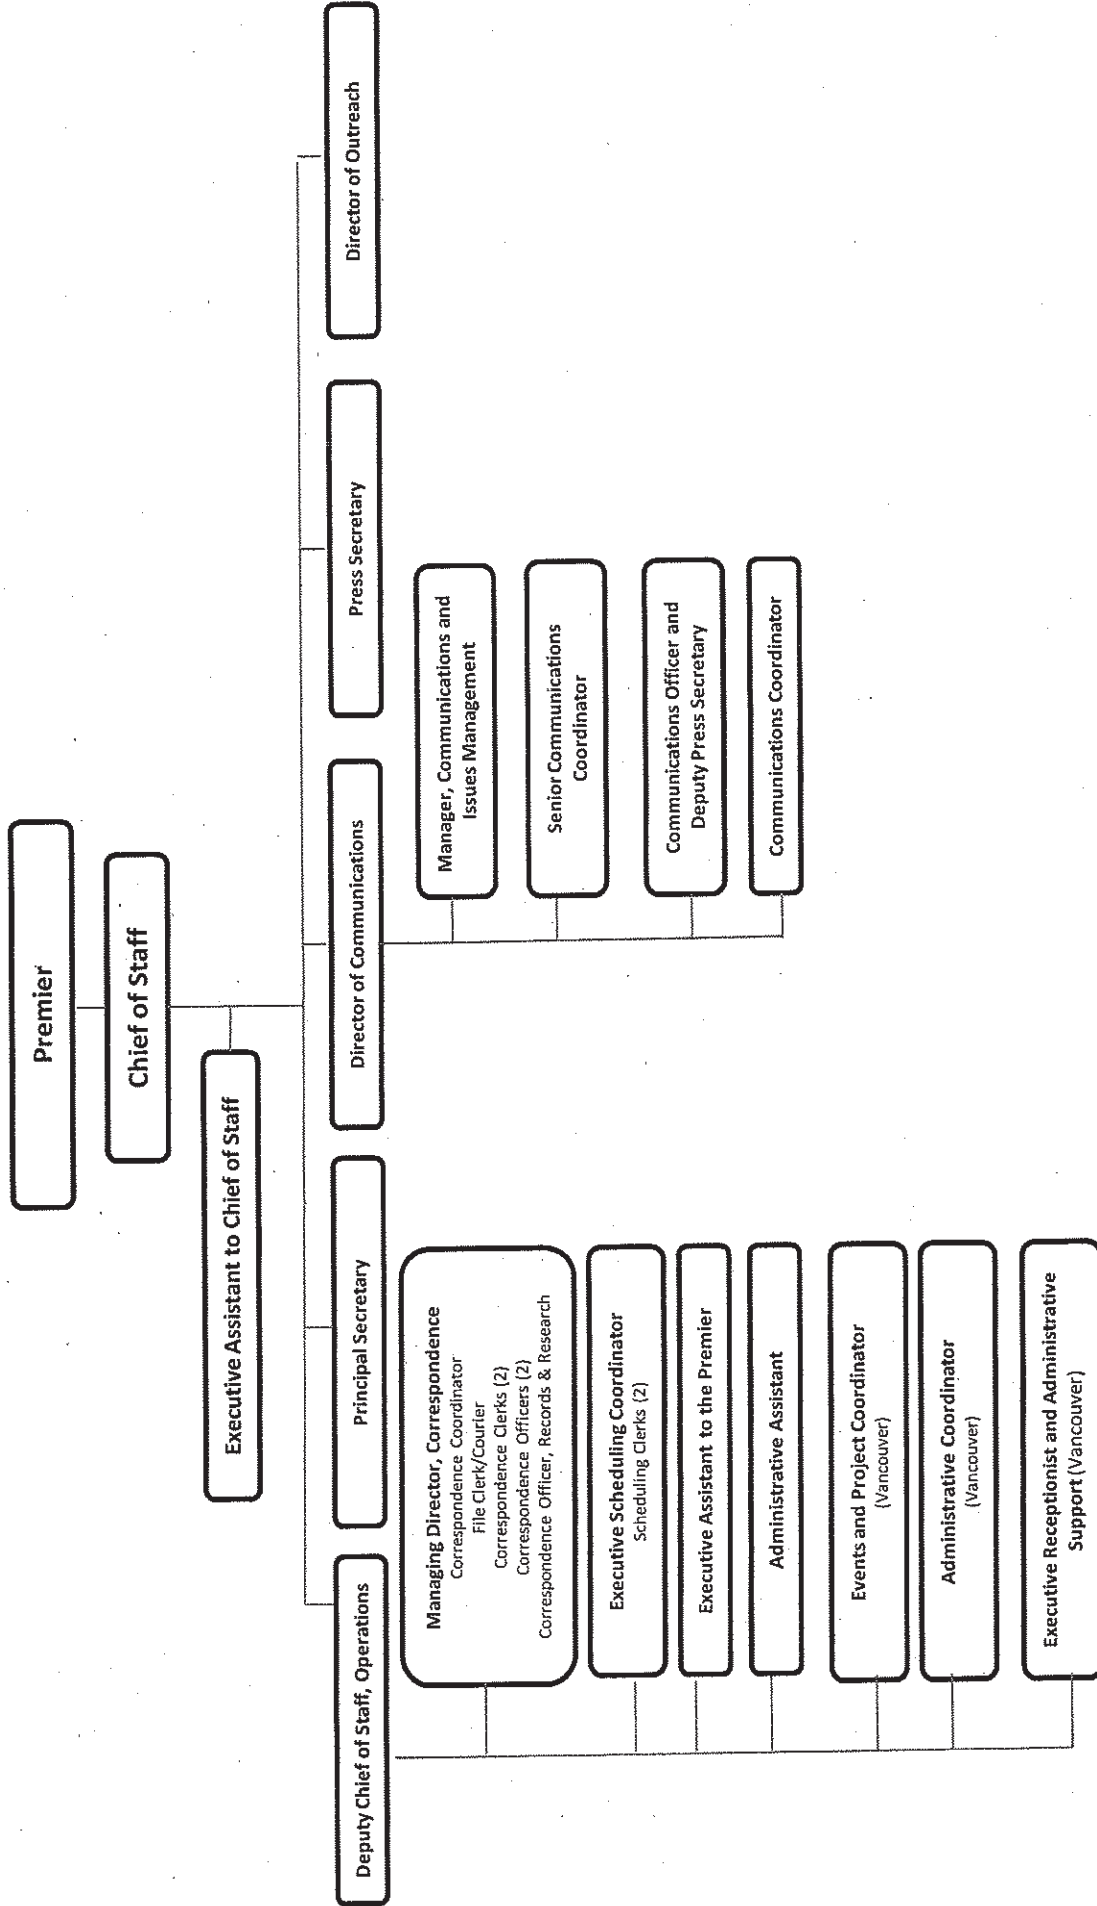 Premier
Chief of Staff
Executive Assistant to Chief of Staff
Deputy Chief of Staff, Operations
Principal Secretary
Director of Communications
Press Secretary
Director of Outreach
Managing Director, Correspondence
Correspondence Coordinator
File Clerk/Courier
Correspondence Clerks (2)
Correspondence Officers (2)
Correspondence Officer, Records & Research
Executive Scheduling Coordinator
Scheduling Clerks (2)
Executive Assistant to the Premier
Administrative Assistant
Events and Project Coordinator
(Vancouver)
Administrative Coordinator
(Vancouver)
Executive Receptionist and Administrative
Support (Vancouver)
Manager, Communications and
Issues Management
Senior Communications
Coordinator
Communications Officer and
Deputy Press Secretary
Communications Coordinator